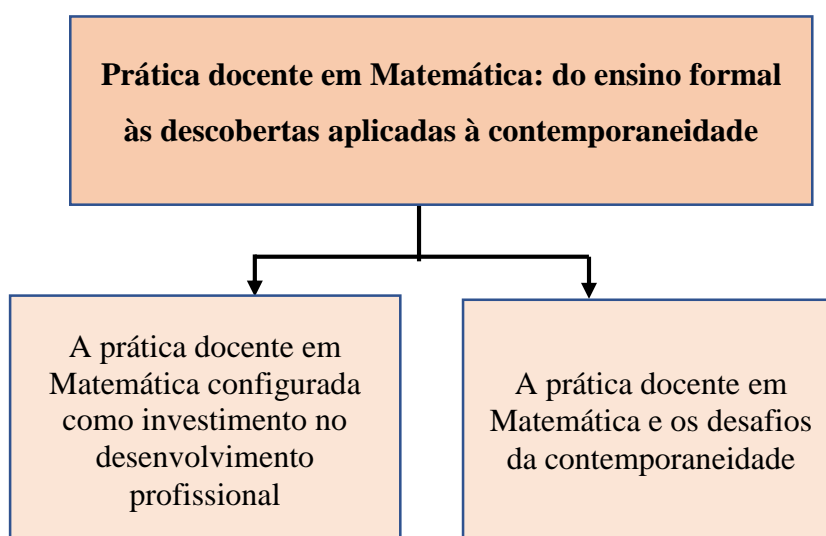 Prática docente em Matemática: do ensino formal
às descobertas aplicadas à contemporaneidade
A prática docente em
Matemática configurada
como investimento no
desenvolvimento
profissional
A prática docente em
Matemática e os desafios
da contemporaneidade